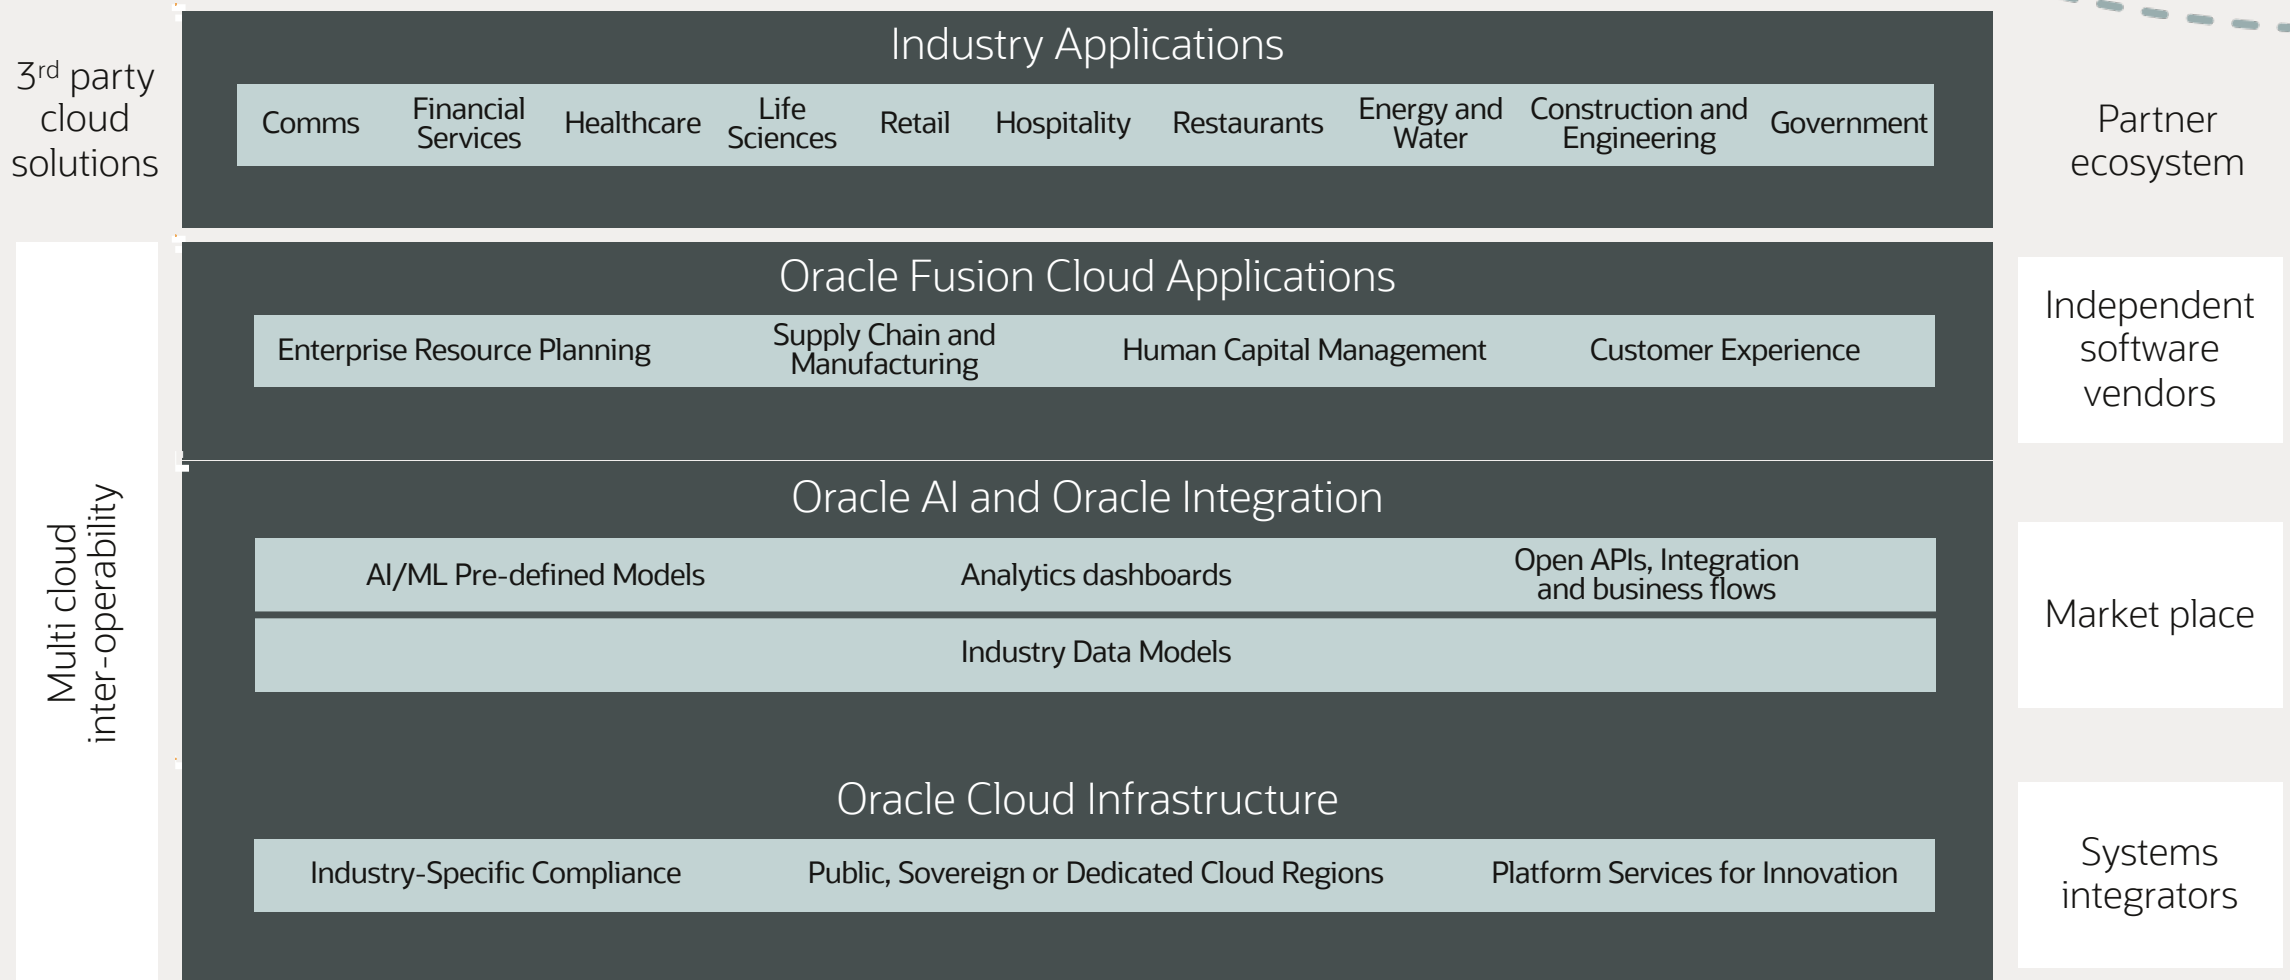 3rd party
cloud
solutions
Industry Applications
Comms
Financial
Services
Healthcare
Life
Sciences
Retail
Hospitality
Restaurants
Energy and
Water
Construction and
Engineering
Government
Partner
ecosystem
Multi cloud
inter-operability
Oracle Fusion Cloud Applications
Enterprise Resource Planning
Supply Chain and
Manufacturing
Human Capital Management
Customer Experience
Independent
software
vendors
Oracle AI and Oracle Integration
AI/ML Pre-defined Models
Analytics dashboards
Open APIs, Integration
and business flows
Industry Data Models
Market place
Oracle Cloud Infrastructure
Industry-Specific Compliance
Public, Sovereign or Dedicated Cloud Regions
Platform Services for Innovation
Systems
integrators